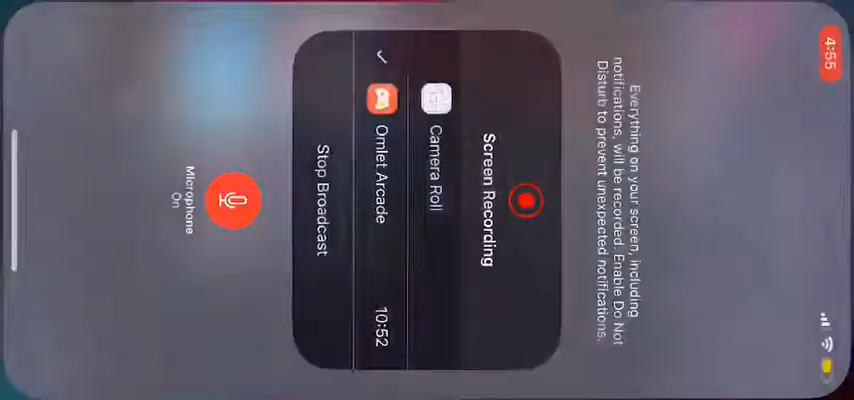 4:55
Everything on your screen, including
notifications, will be recorded. Enable Do Not
Disturb to prevent unexpected notifications.
Screen Recording
Camera Roll
Omlet Arcade 10:52
Stop Broadcast
Microphone
On